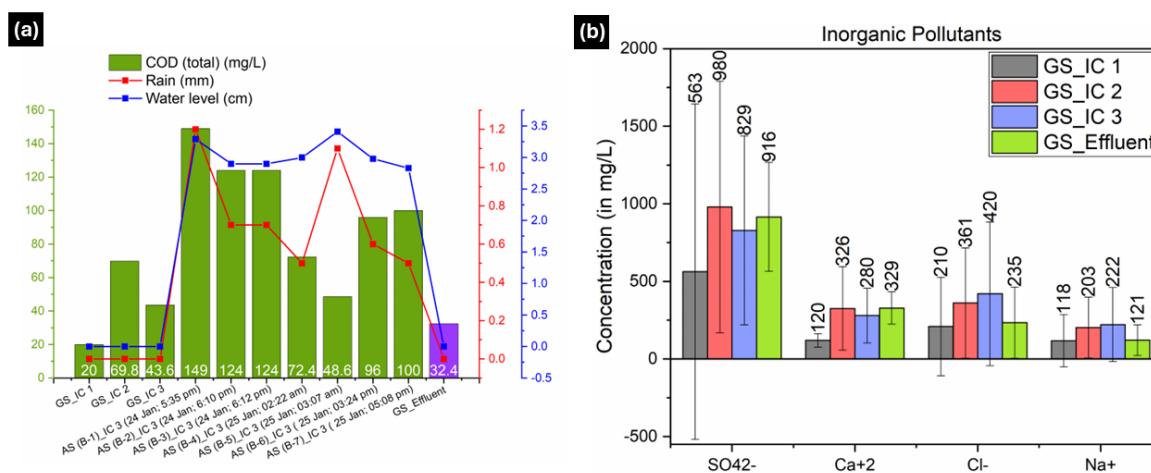 (a)
COD (total) (mg/L)
Rain (mm)
Water level (cm)
160
140
120
100
80
60
40
20
0
1.2
1.0
0.8
0.6
0.4
0.2
0.0
3.5
3.0
2.5
2.0
1.5
1.0
0.5
0.0
-0.5
20
69.8
43.6
149
124
124
72.4
48.6
96
100
32.4
GS_IC 1
GS_IC 2
GS_IC 3
AS (B-1)_IC 3 (24 Jan; 5:35 pm)
AS (B-2)_IC 3 (24 Jan; 6:10 pm)
AS (B-3)_IC 3 (24 Jan; 6:12 pm)
AS (B-4)_IC 3 (25 Jan; 02:22 am)
AS (B-5)_IC 3 (25 Jan; 03:07 am)
AS (B-6)_IC 3 ( 25 Jan; 03:24 pm)
AS (B-7)_IC 3 ( 25 Jan; 05:08 pm)
GS_Effluent
(b)
Inorganic Pollutants
GS_IC 1
GS_IC 2
GS_IC 3
GS_Effluent
Concentration (in mg/L)
2000
1500
1000
500
0
-500
563
980
829
916
120
326
280
329
210
361
420
235
118
203
222
121
SO42-
Ca+2
Cl-
Na+